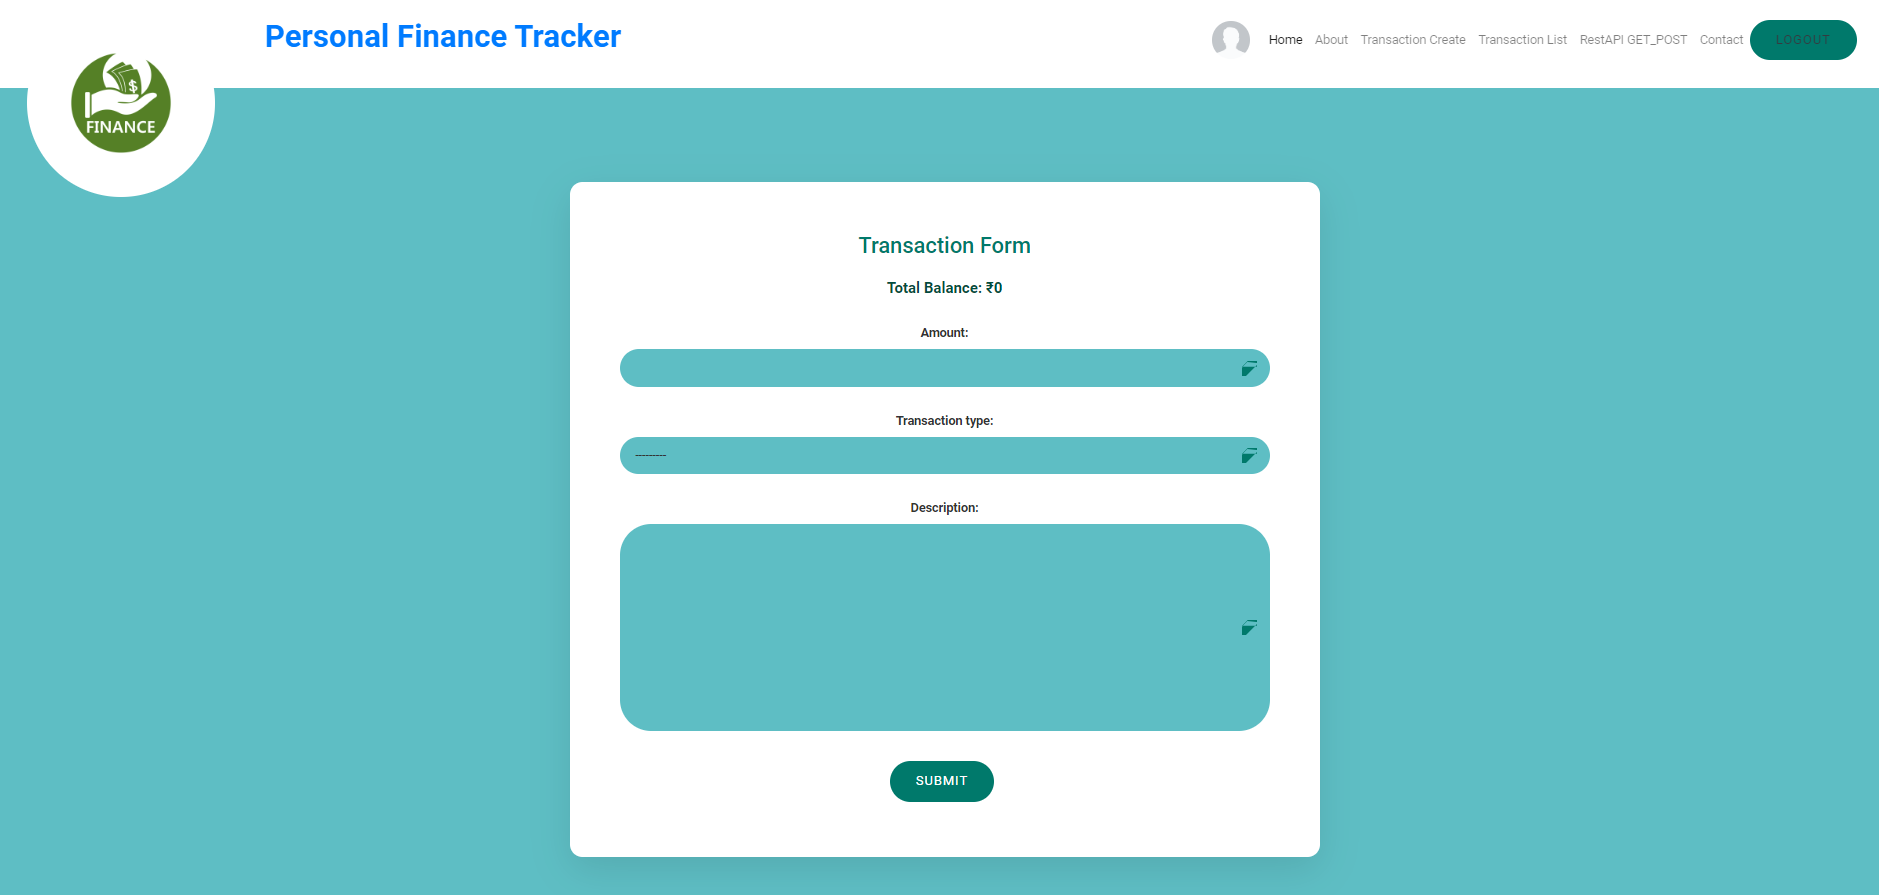 Personal Finance Tracker
Home About Transaction Create Transaction List RestAPI GET_POST Contact LOGOUT
FINANCE
Transaction Form
Total Balance: ₹0
Amount:
Transaction type:
---------
Description:
SUBMIT